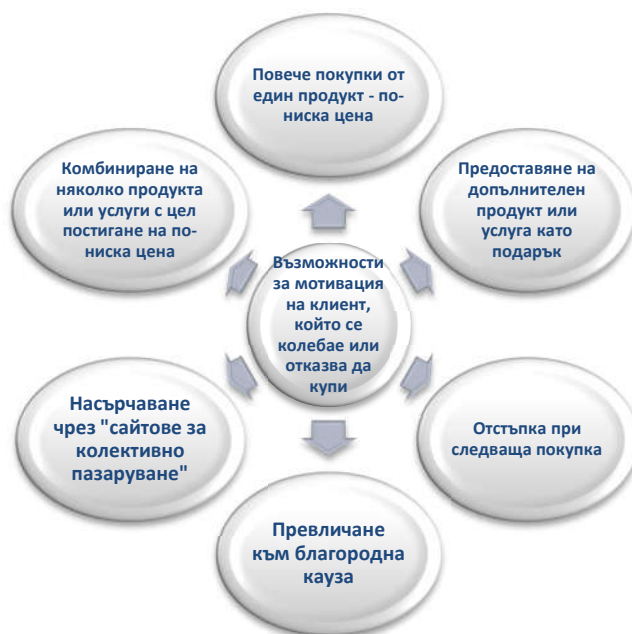 Повече покупки от
един продукт - по-
ниска цена
Комбиниране на
няколко продукта
или услуги с цел
постигане на по-
ниска цена
Предоставяне на
допълнителен
продукт или
услуга като
подарък
Възможности
за мотивация
на клиент,
който се
колебае или
отказва да
купи
Насърчаване
чрез "сайтове за
колективно
пазаруване"
Отстъпка при
следваща покупка
Превличане
към благородна
кауза